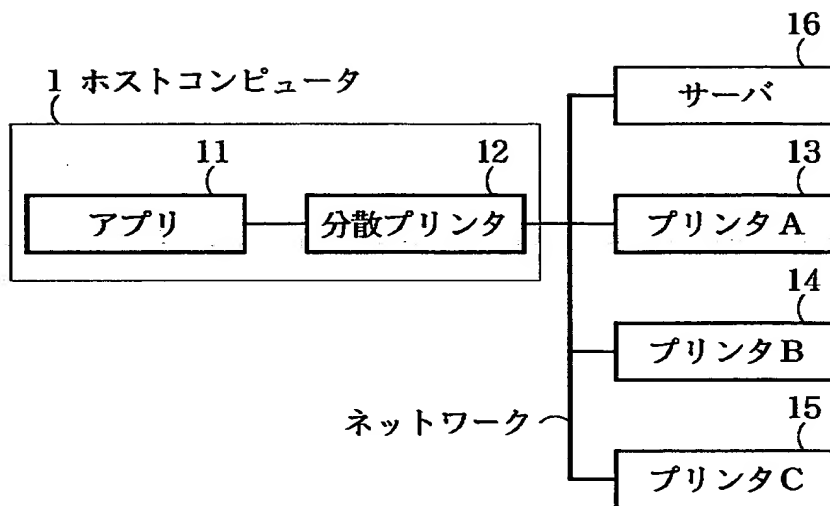 16
サーバ
1 ホストコンピュータ
11
12
13
アプリ
分散プリンタ
プリンタA
14
プリンタB
ネットワーク
15
プリンタC